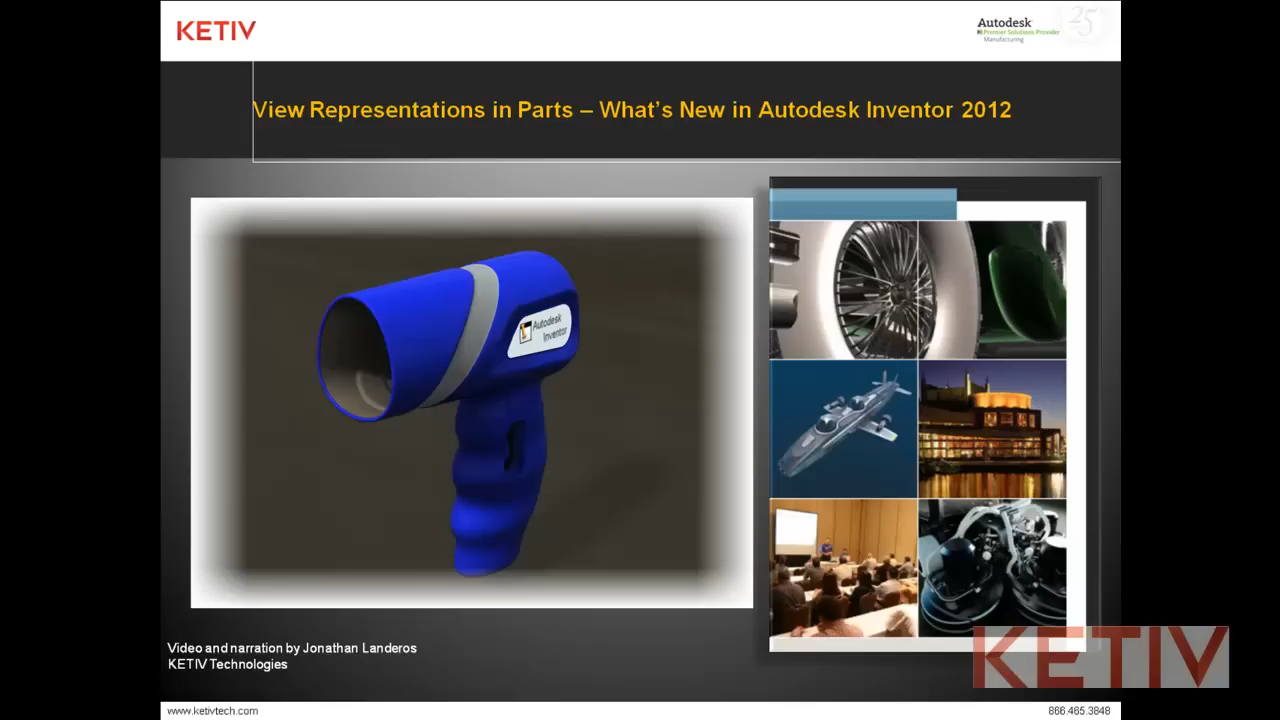 KETIV
Autodesk
Premier Solutions Provider
Manufacturing
25
View Representations in Parts – What's New in Autodesk Inventor 2012
Autodesk
Inventor
Video and narration by Jonathan Landeros
KETIV Technologies
KETIV
www.ketivtech.com
866.465.3848